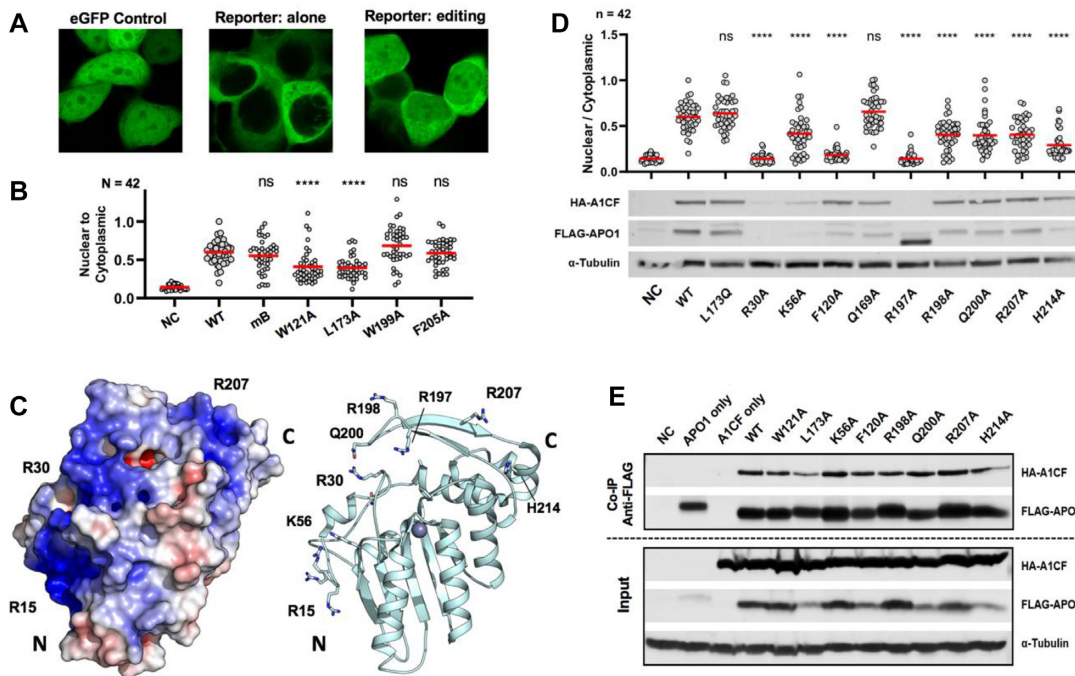 A
eGFP Control
Reporter: alone
Reporter: editing
B
N = 42
ns
****
****
ns
ns
Nuclear to
Cytoplasmic
1.5
1.0
0.5
0.0
NC
WT
mB
W121A
L173A
W199A
F205A
C
R207
R30
R15
N
C
R198
R197
R207
Q200
R30
K56
R15
H214
N
C
D
n = 42
ns
****
****
****
ns
****
****
****
****
****
Nuclear / Cytoplasmic
1.5
1.0
0.5
0.0
HA-A1CF
FLAG-APO1
α-Tubulin
NC
WT
L173Q
R30A
K56A
F120A
Q169A
R197A
R198A
Q200A
R207A
H214A
E
NC
APO1 only
A1CF only
WT
W121A
L173A
K56A
F120A
R198A
Q200A
R207A
H214A
Co-IP
Anti-FLAG
HA-A1CF
FLAG-APO
Input
HA-A1CF
FLAG-APO
α-Tubulin